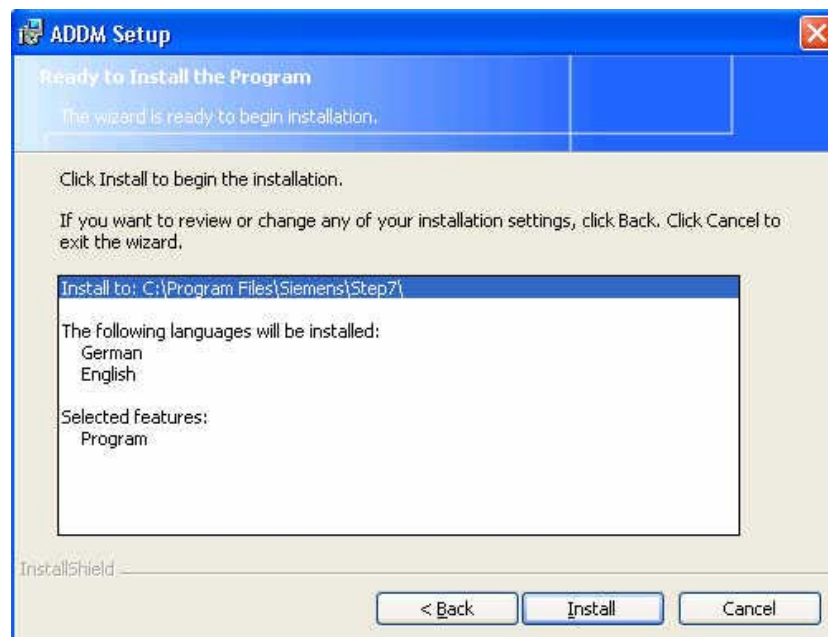 ADDM Setup
Ready to Install the Program
The wizard is ready to begin installation.
Click Install to begin the installation.
If you want to review or change any of your installation settings, click Back. Click Cancel to
exit the wizard.
Install to: C:\Program Files\Siemens\Step7\
The following languages will be installed:
German
English
Selected features:
Program
InstallShield
< Back
Install
Cancel